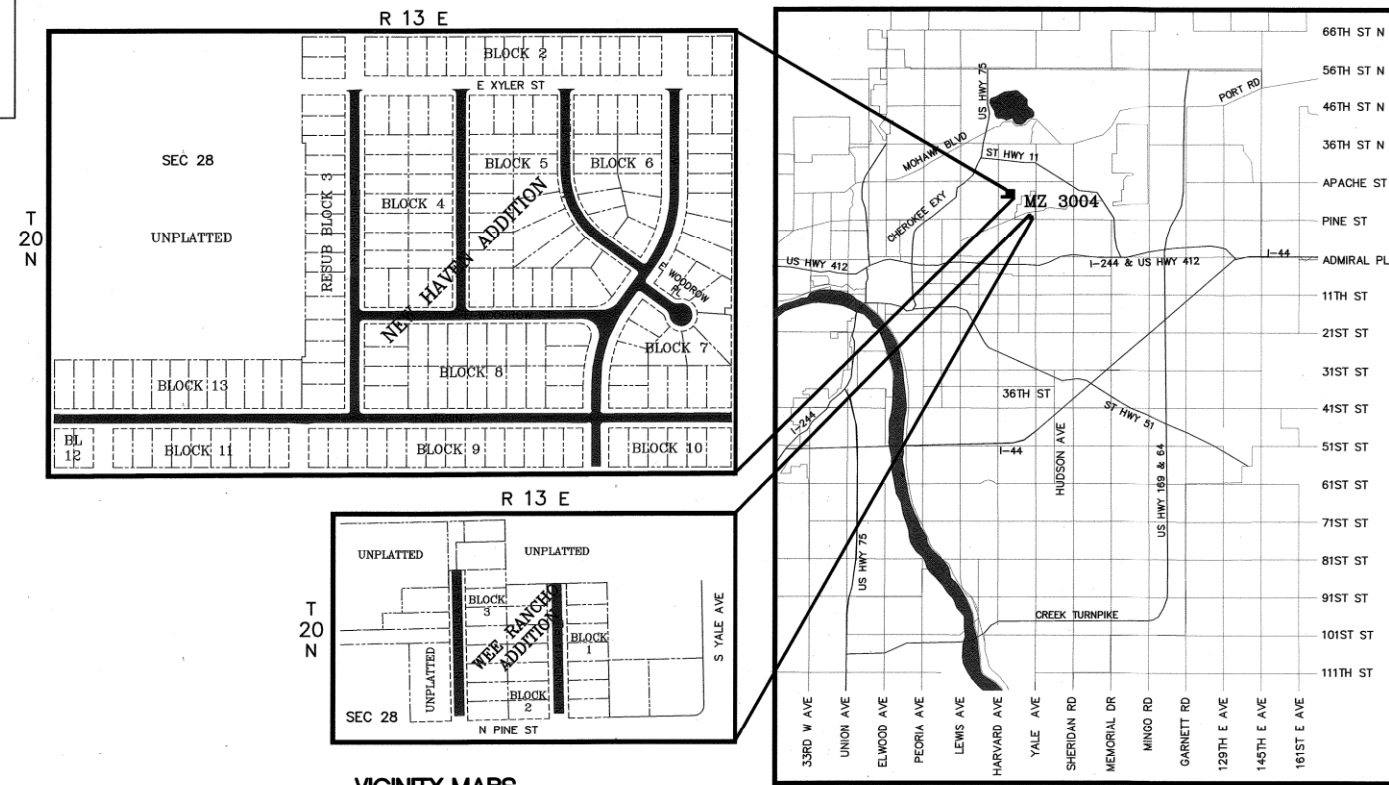 R 13 E
BLOCK 2
E XYLER ST
SEC 28
UNPLATTED
T
20
N
RESUB BLOCK 3
BLOCK 4
BLOCK 5
BLOCK 6
NEW HAVEN ADDITION
WOODROW
E WOODROW
PL
BLOCK 7
BLOCK 8
BLOCK 13
BL
12
BLOCK 11
BLOCK 9
BLOCK 10
R 13 E
T
20
N
UNPLATTED
UNPLATTED
BLOCK
3
WEE RANCHO
ADDITION
BLOCK
1
BLOCK
2
UNPLATTED
SEC 28
N PINE ST
S YALE AVE
VICINITY MAPS
US HWY 75
PORT RD
MOHAWK BLVD
ST HWY 11
MZ 3004
CHEROKEE EXY
US HWY 412
I-244 & US HWY 412
I-44
36TH ST
ST HWY 51
I-244
I-44
HUDSON AVE
US HWY 169 & 64
US HWY 75
CREEK TURNPIKE
66TH ST N
56TH ST N
46TH ST N
36TH ST N
APACHE ST
PINE ST
ADMIRAL PL
11TH ST
21ST ST
31ST ST
41ST ST
51ST ST
61ST ST
71ST ST
81ST ST
91ST ST
101ST ST
111TH ST
33RD W AVE
UNION AVE
ELWOOD AVE
PEORIA AVE
LEWIS AVE
HARVARD AVE
YALE AVE
SHERIDAN RD
MEMORIAL DR
MINGO RD
GARNETT RD
129TH E AVE
145TH E AVE
161ST E AVE